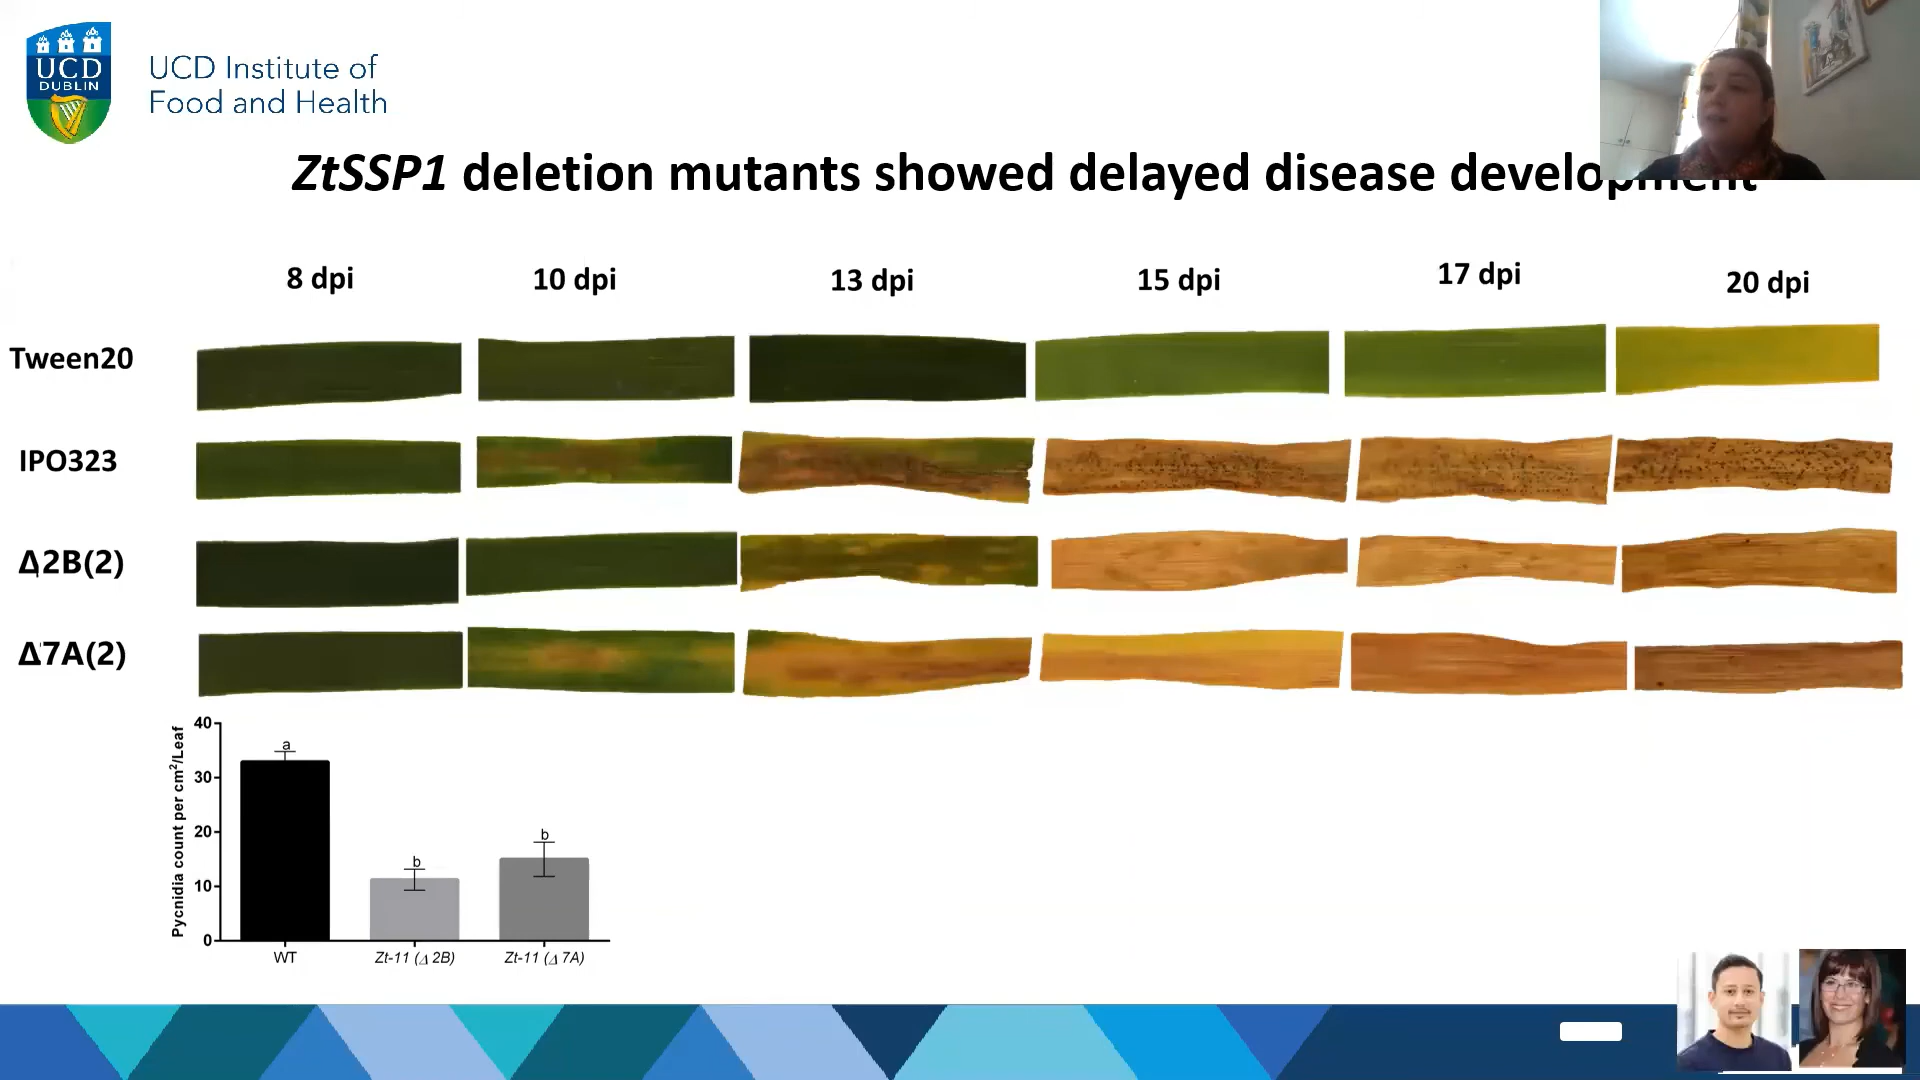 UCD
DUBLIN
UCD Institute of
Food and Health
ZtSSP1 deletion mutants showed delayed disease development
8 dpi
10 dpi
13 dpi
15 dpi
17 dpi
20 dpi
Tween20
IPO323
Δ2B(2)
Δ7A(2)
Pycnidia count per cm²/Leaf
40
30
20
10
0
a
b
b
WT
Zt-11 (Δ 2B)
Zt-11 (Δ 7A)